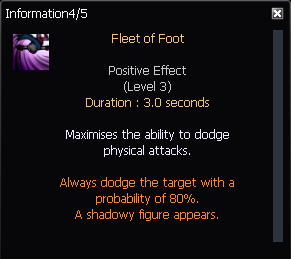 Information4/5
Fleet of Foot
Positive Effect
(Level 3)
Duration : 3.0 seconds
Maximises the ability to dodge
physical attacks.
Always dodge the target with a
probability of 80%.
A shadowy figure appears.